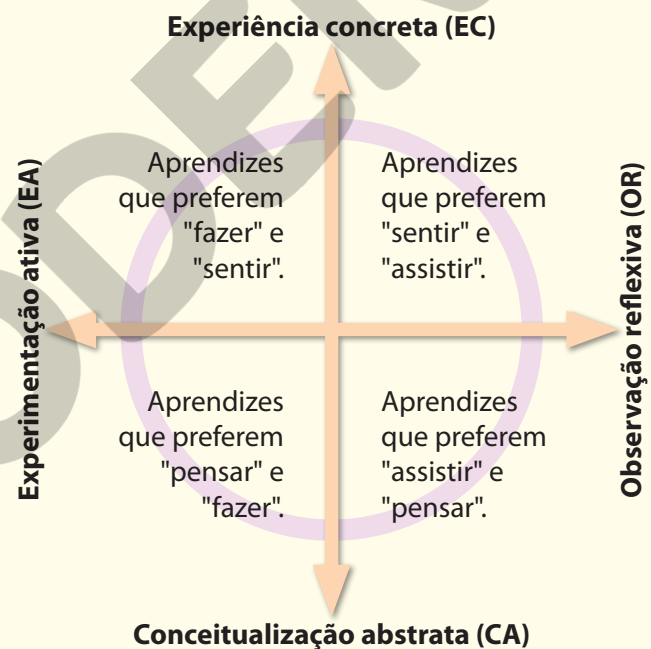 Experiência concreta (EC)
Experimentação ativa (EA)
Aprendizes
que preferem
"fazer" e
"sentir".
Aprendizes
que preferem
"sentir" e
"assistir".
Observação reflexiva (OR)
Aprendizes
que preferem
"pensar" e
"fazer".
Aprendizes
que preferem
"assistir" e
"pensar".
Conceitualização abstrata (CA)